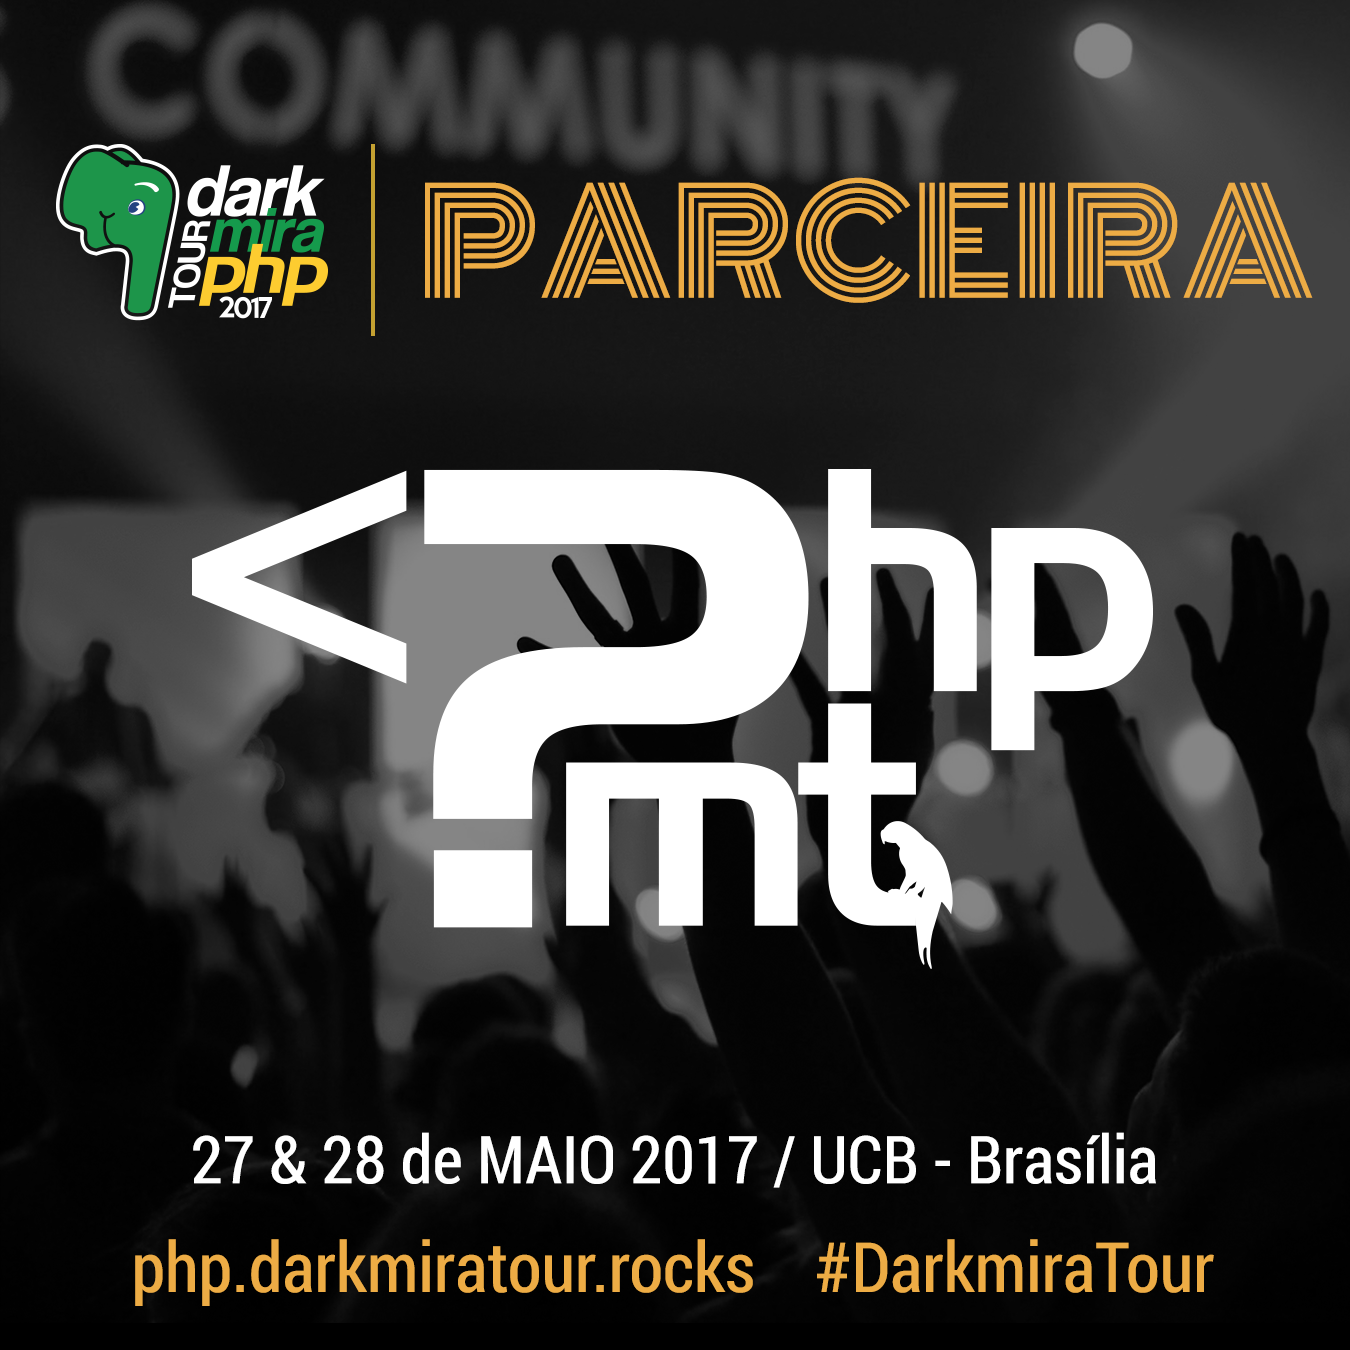 COMMUNITY
dark
mira
TOUR
php
2017
PARCEIRA
<?php
mt
27 & 28 de MAIO 2017 / UCB - Brasília
php.darkmiratour.rocks #DarkmiraTour